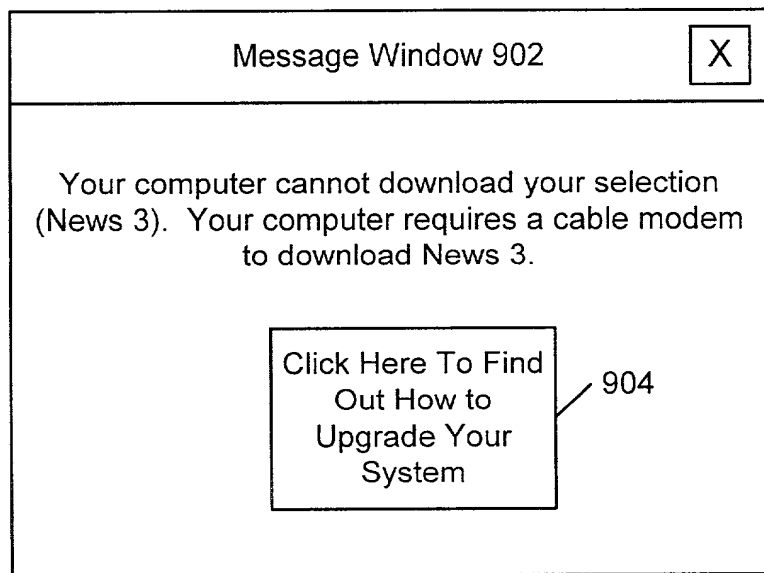 Message Window 902
X
Your computer cannot download your selection
(News 3).  Your computer requires a cable modem
to download News 3.
Click Here To Find
Out How to
Upgrade Your
System
904